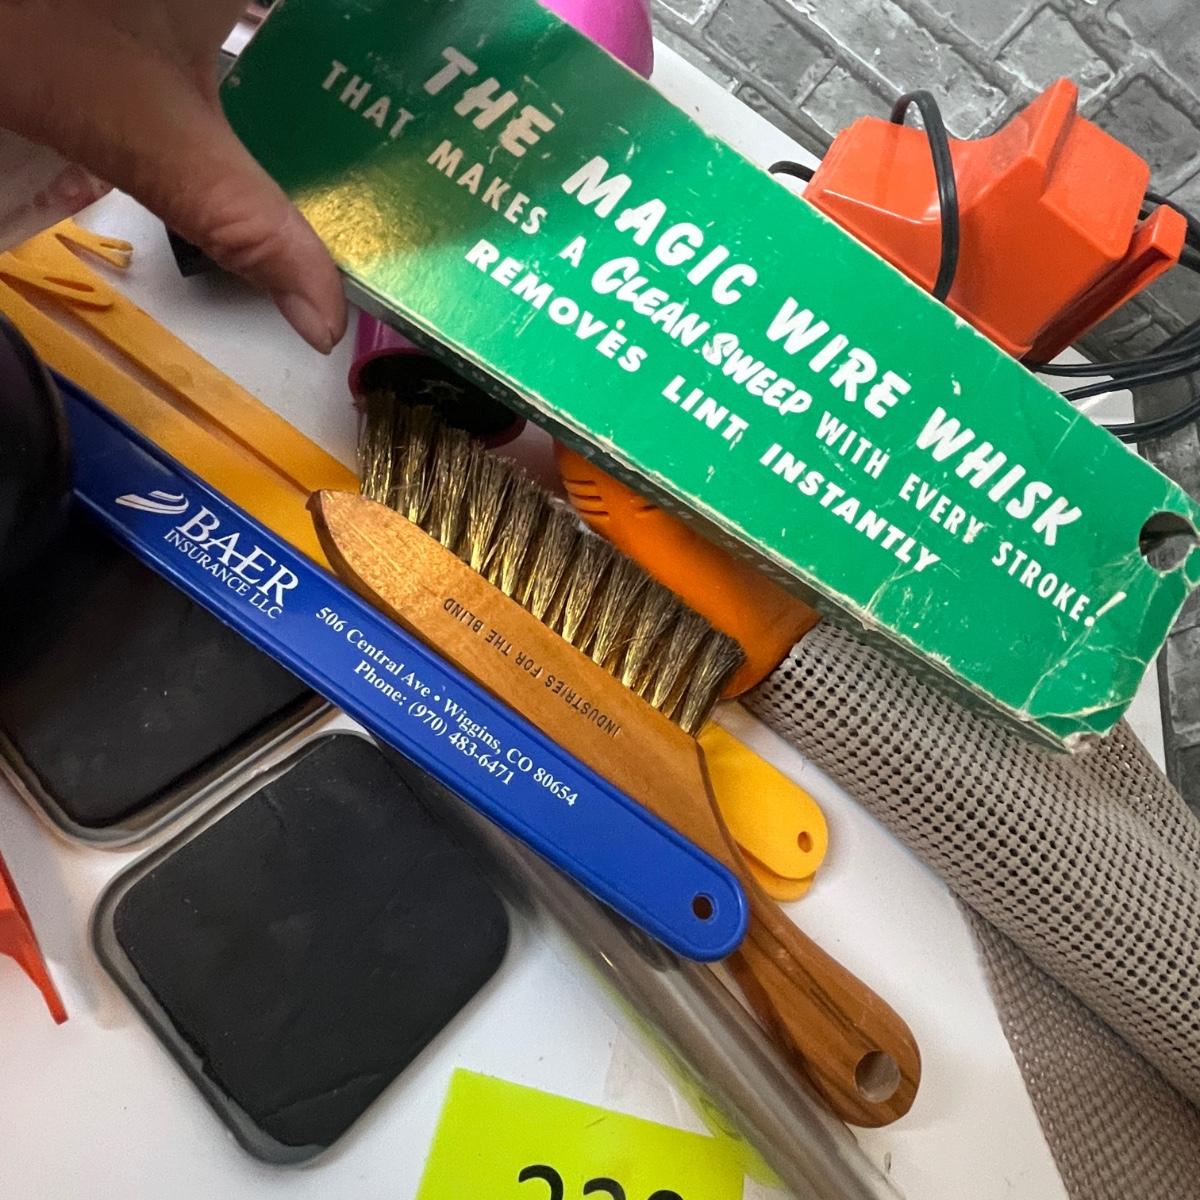 THE MAGIC WIRE WHISK
THAT MAKES A CLEAN SWEEP WITH EVERY STROKE!
REMOVES LINT, INSTANTLY
BAER
INSURANCE LLC
506 Central Ave • Wiggins, CO 80654
Phone: (970) 483-6471
INDUSTRIES FOR THE BLIND